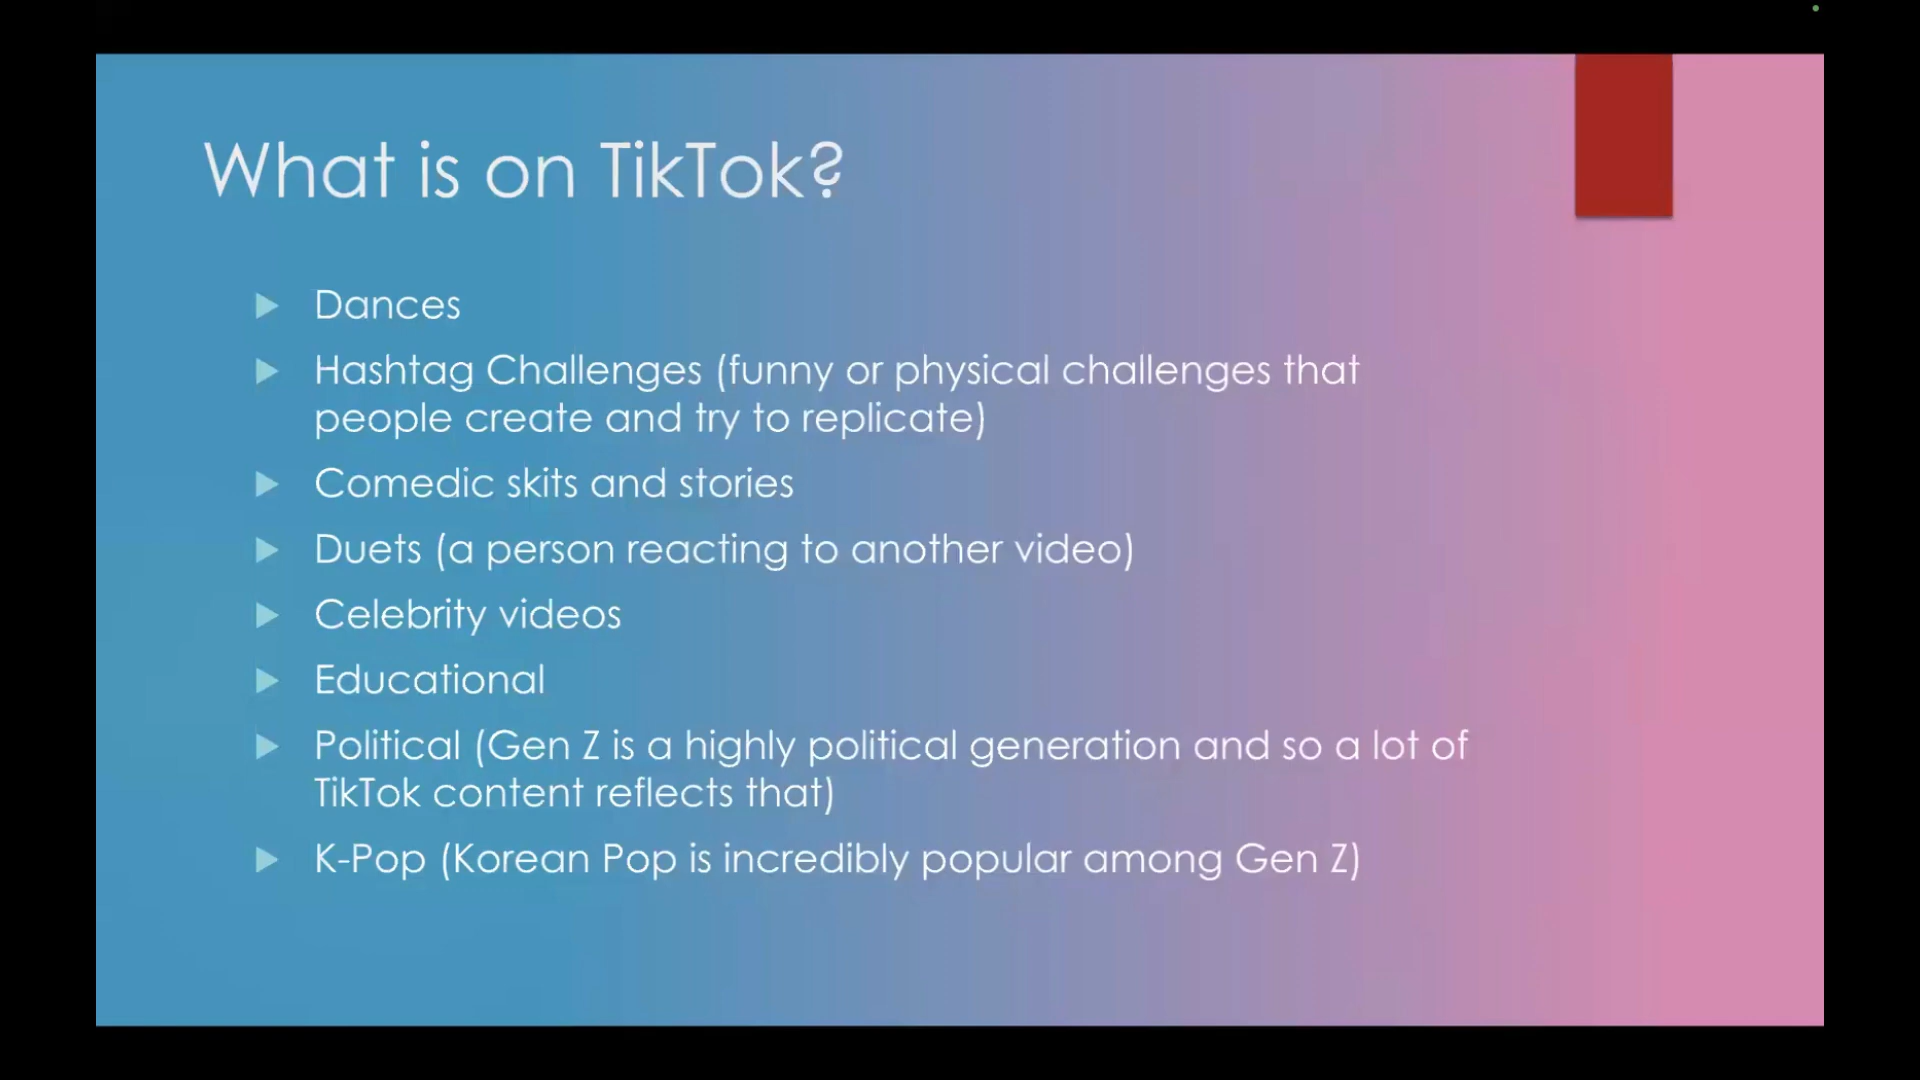 What is on TikTok?
Dances
Hashtag Challenges (funny or physical challenges that
people create and try to replicate)
Comedic skits and stories
Duets (a person reacting to another video)
Celebrity videos
Educational
Political (Gen Z is a highly political generation and so a lot of
TikTok content reflects that)
K-Pop (Korean Pop is incredibly popular among Gen Z)